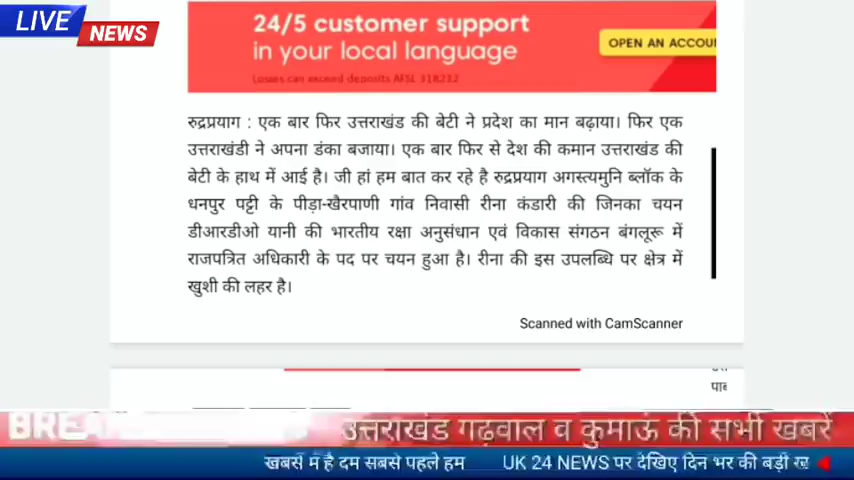 LIVE
NEWS
24/5 customer support
in your local language
OPEN AN ACCOU
Losses can exceed deposits AFSL 318232
रुद्रप्रयाग : एक बार फिर उत्तराखंड की बेटी ने प्रदेश का मान बढ़ाया। फिर एक
उत्तराखंडी ने अपना डंका बजाया। एक बार फिर से देश की कमान उत्तराखंड की
बेटी के हाथ में आई है। जी हां हम बात कर रहे है रुद्रप्रयाग अगस्त्यमुनि ब्लॉक के
धनपुर पट्टी के पीड़ा-खैरपाणी गांव निवासी रीना कंडारी की जिनका चयन
डीआरडीओ यानी की भारतीय रक्षा अनुसंधान एवं विकास संगठन बंगलूरू में
राजपत्रित अधिकारी के पद पर चयन हुआ है। रीना की इस उपलब्धि पर क्षेत्र में
खुशी की लहर है।
Scanned with CamScanner
उत्तराखंड गढ़वाल व कुमाऊं की सभी खबरें
खबरों में है दम सबसे पहले हम UK 24 NEWS पर देखिए दिन भर की बड़ी